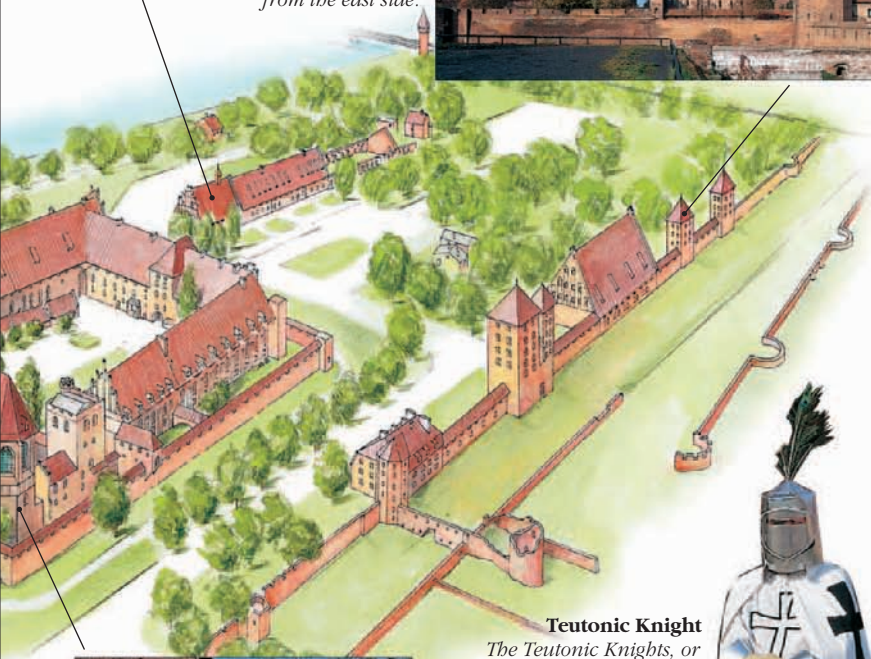 from the east side.
Teutonic Knight
The Teutonic Knights, or